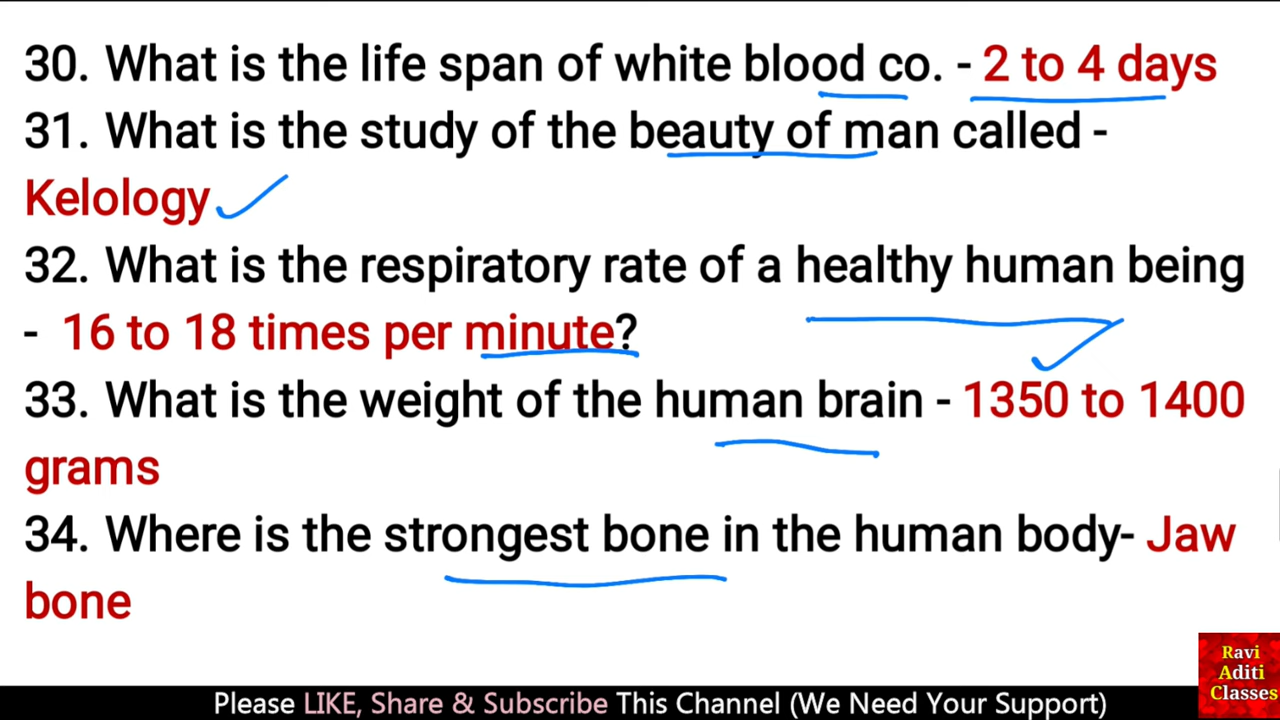 30. What is the life span of white blood co. - 2 to 4 days
31. What is the study of the beauty of man called -
Kelology
32. What is the respiratory rate of a healthy human being
- 16 to 18 times per minute?
33. What is the weight of the human brain - 1350 to 1400
grams
34. Where is the strongest bone in the human body- Jaw
bone
Ravi
Aditi
Classes
Please LIKE, Share & Subscribe This Channel (We Need Your Support)